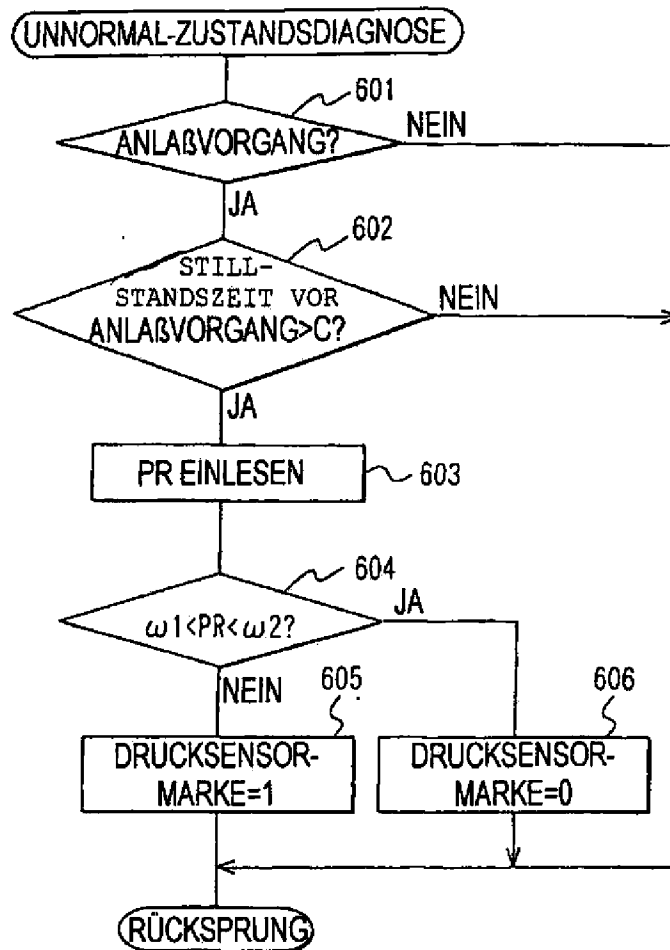 UNNORMAL-ZUSTANDSDIAGNOSE
601
ANLAßVORGANG?
NEIN
JA
602
STILL-
STANDSZEIT VOR
ANLAßVORGANG>C?
NEIN
JA
PR EINLESEN
603
604
ω1<PR<ω2?
JA
NEIN
605
606
DRUCKSENSOR-
MARKE=1
DRUCKSENSOR-
MARKE=0
RÜCKSPRUNG